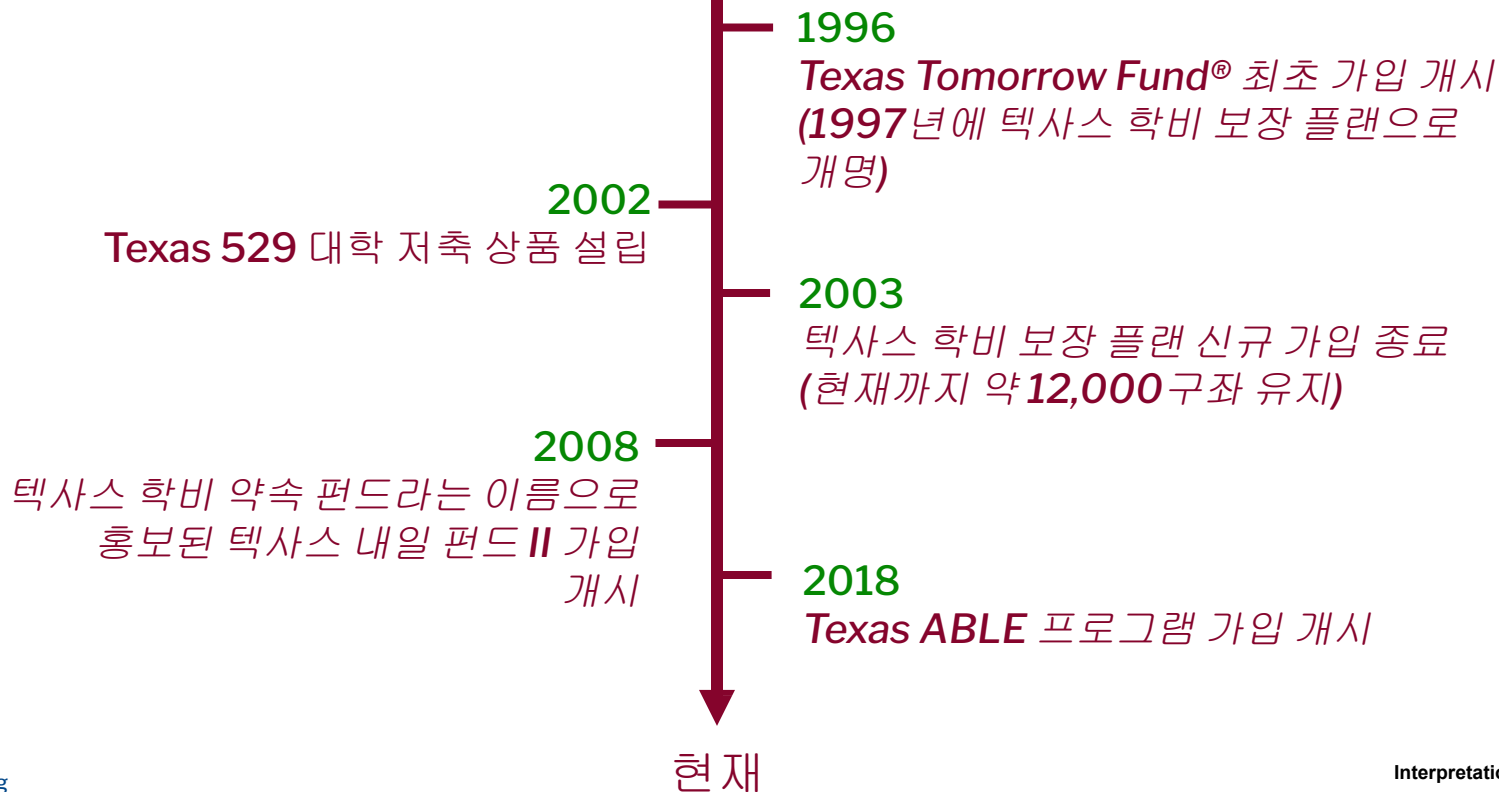 1996
Texas Tomorrow Fund® 최초 가입 개시
(1997년에 텍사스 학비 보장 플랜으로
개명)
2002
Texas 529 대학 저축 상품 설립
2003
텍사스 학비 보장 플랜 신규 가입 종료
(현재까지 약 12,000구좌 유지)
2008
텍사스 학비 약속 펀드라는 이름으로
홍보된 텍사스 내일 펀드 II 가입
개시
2018
Texas ABLE 프로그램 가입 개시
현재